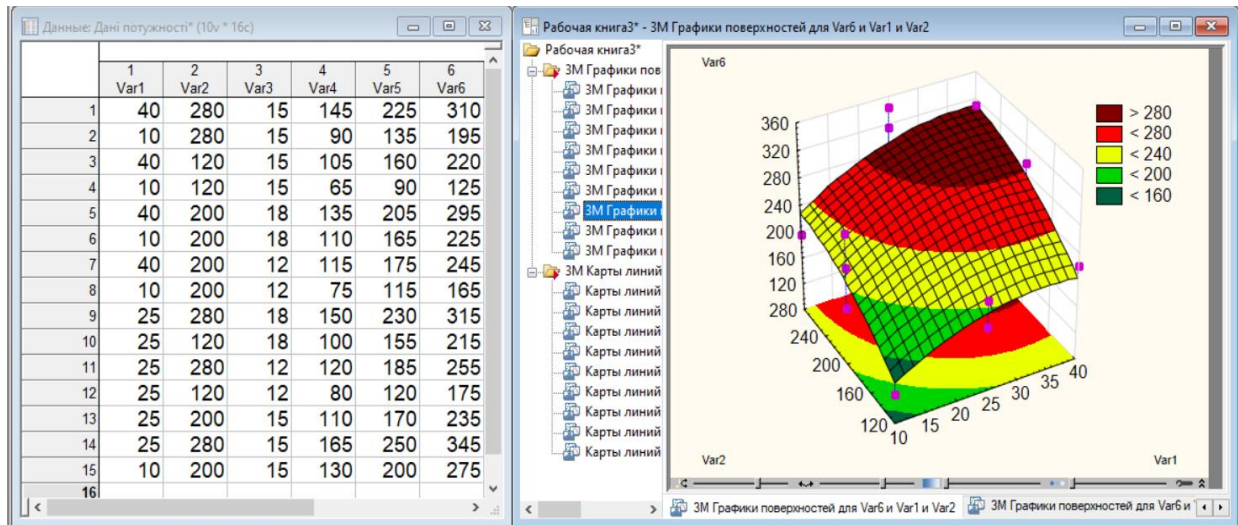 Данные: Дані потужності* (10v * 16c)
1 2 3 4 5 6
Var1 Var2 Var3 Var4 Var5 Var6
1 40 280 15 145 225 310
2 10 280 15 90 135 195
3 40 120 15 105 160 220
4 10 120 15 65 90 125
5 40 200 18 135 205 295
6 10 200 18 110 165 225
7 40 200 12 115 175 245
8 10 200 12 75 115 165
9 25 280 18 150 230 315
10 25 120 18 100 155 215
11 25 280 12 120 185 255
12 25 120 12 80 120 175
13 25 200 15 110 170 235
14 25 280 15 165 250 345
15 10 200 15 130 200 275
16
Рабочая книга3* - 3М Графики поверхностей для Var6 и Var1 и Var2
Рабочая книга3*
3М Графики пов
3М Графики
3М Графики
3М Графики
3М Графики
3М Графики
3М Графики
3М Графики
3М Графики
3М Графики
3М Карты линий
Карты линий
Карты линий
Карты линий
Карты линий
Карты линий
Карты линий
Карты линий
Карты линий
Карты линий
Var6
360
320
280
240
200
160
120
280
240
200
160
120
10
15
20
25
30
35
40
> 280
< 280
< 240
< 200
< 160
Var2
Var1
3М Графики поверхностей для Var6 и Var1 и Var2
3М Графики поверхностей для Var6 и